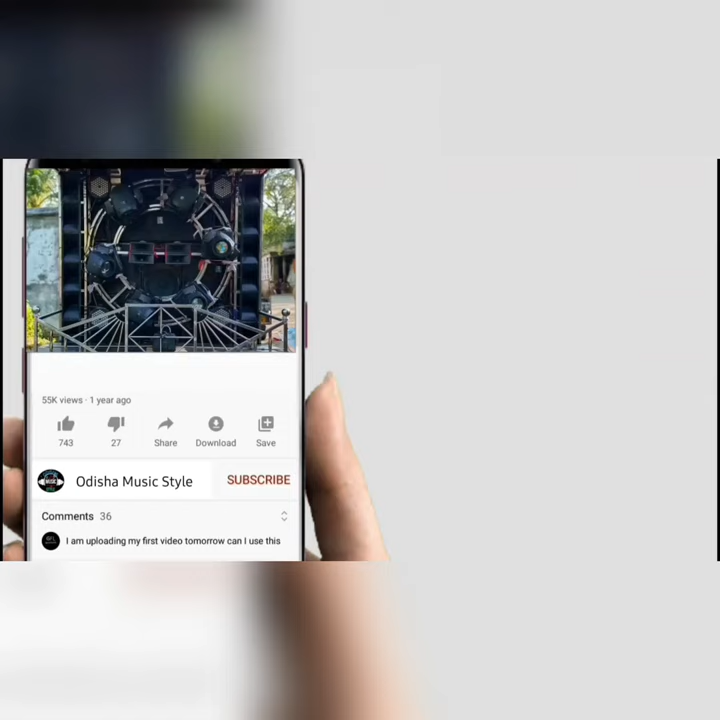 55K views · 1 year ago
743
27
Share
Download
Save
Odisha Music Style
SUBSCRIBE
Comments 36
I am uploading my first video tomorrow can I use this